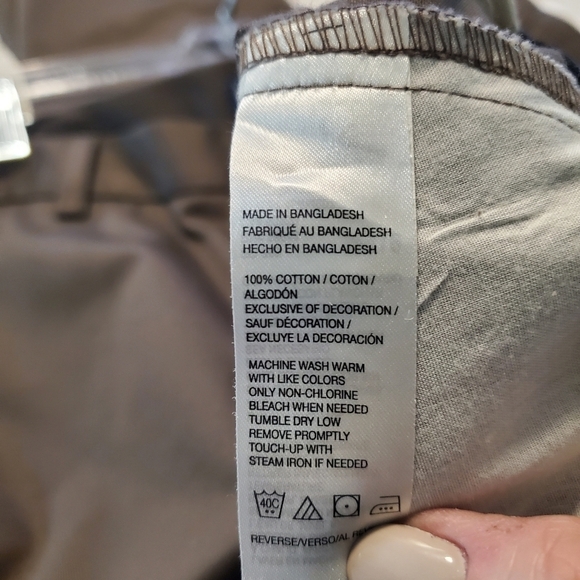 MADE IN BANGLADESH
FABRIQUÉ AU BANGLADESH
HECHO EN BANGLADESH
100% COTTON / COTON /
ALGODÓN
EXCLUSIVE OF DECORATION /
SAUF DÉCORATION /
EXCLUYE LA DECORACIÓN
MACHINE WASH WARM
WITH LIKE COLORS
ONLY NON-CHLORINE
BLEACH WHEN NEEDED
TUMBLE DRY LOW
REMOVE PROMPTLY
TOUCH-UP WITH
STEAM IRON IF NEEDED
40C
REVERSE/VERSO/AL